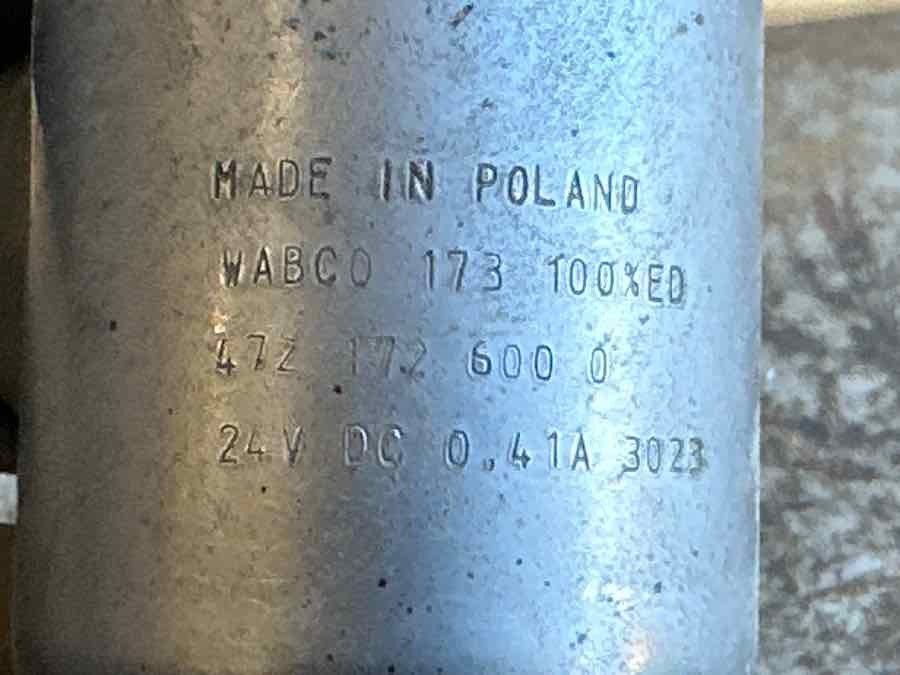 MADE IN POLAND
WABCO 173 100%ED
472 172 600 0
24V DC 0.41A 3023